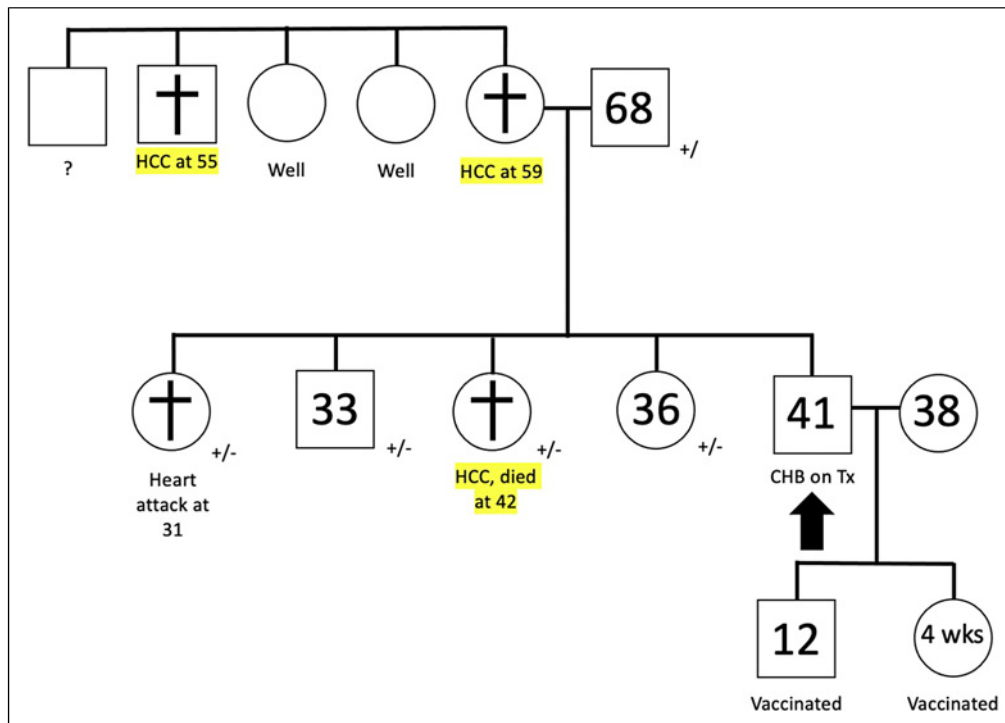 68
+/
?
HCC at 55
Well
Well
HCC at 59
33
36
41
38
+/-
+/-
+/-
+/-
Heart
attack at
31
HCC, died
at 42
CHB on Tx
12
4 wks
Vaccinated
Vaccinated